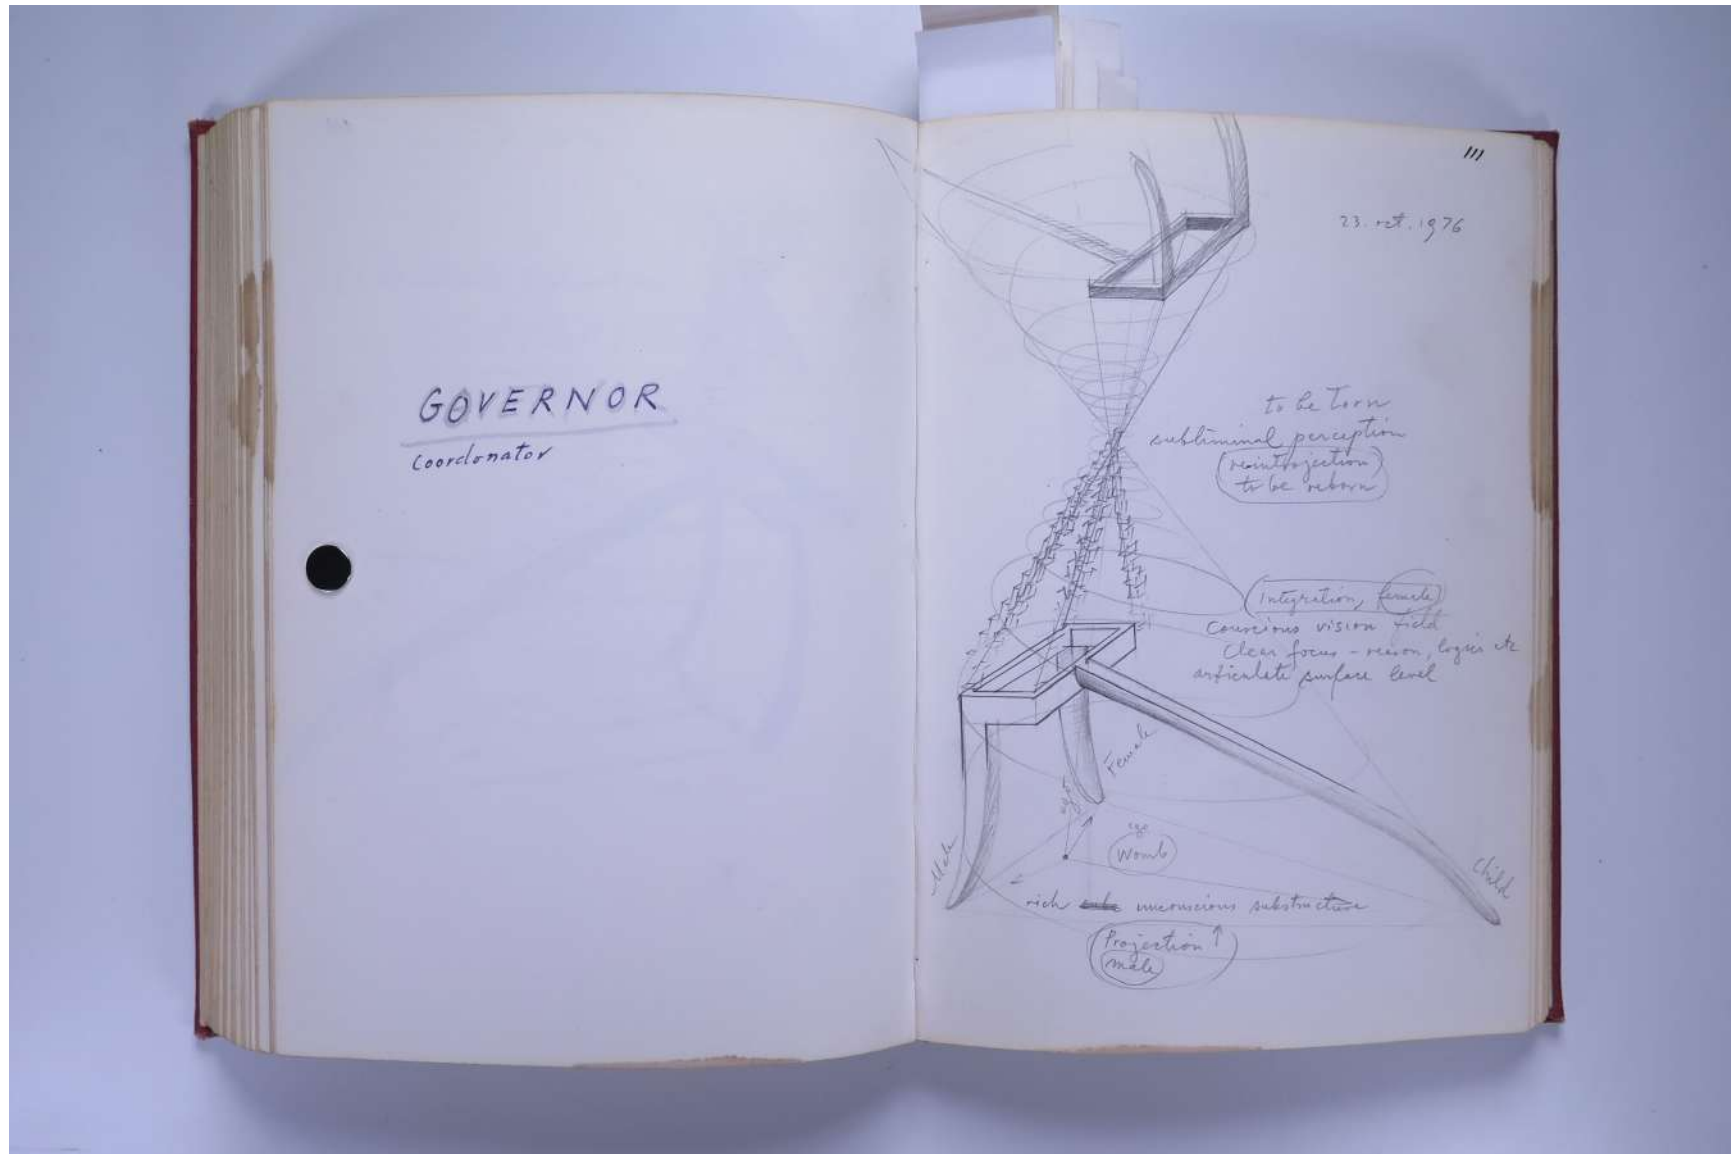 GOVERNOR
Coordonator
111
23. oct. 1976
to be torn
subliminal perception
(reintrojection)
to be reborn
Integration, female
Conscious vision field
Clear focus - reason, logic etc
articulate surface level
Female
ego
Womb
Male
Child
rich unconscious substructure
Projection ↑
male